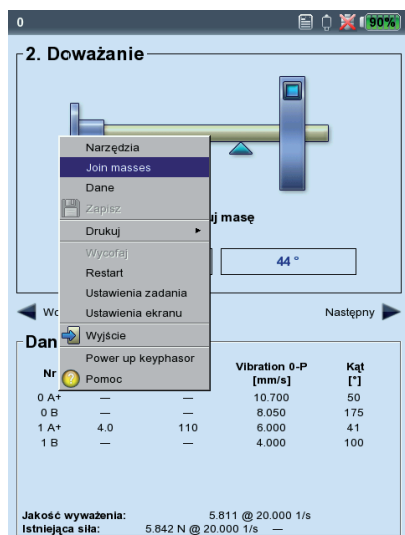 0
90%
2. Doważanie
Narzędzia
Join masses
Dane
Zapisz
uj masę
Drukuj
44 °
Wycofaj
Restart
Ustawienia zadania
Ustawienia ekranu
Następny
Wyjście
Dan
Power up keyphasor
Pomoc
Nr Vibration 0-P [mm/s] Kąt [°]
0 A+ — — 10.700 50
0 B — — 8.050 175
1 A+ 4.0 110 6.000 41
1 B — — 4.000 100
Jakość wyważenia: 5.811 @ 20.000 1/s
Istniejąca siła: 5.842 N @ 20.000 1/s —